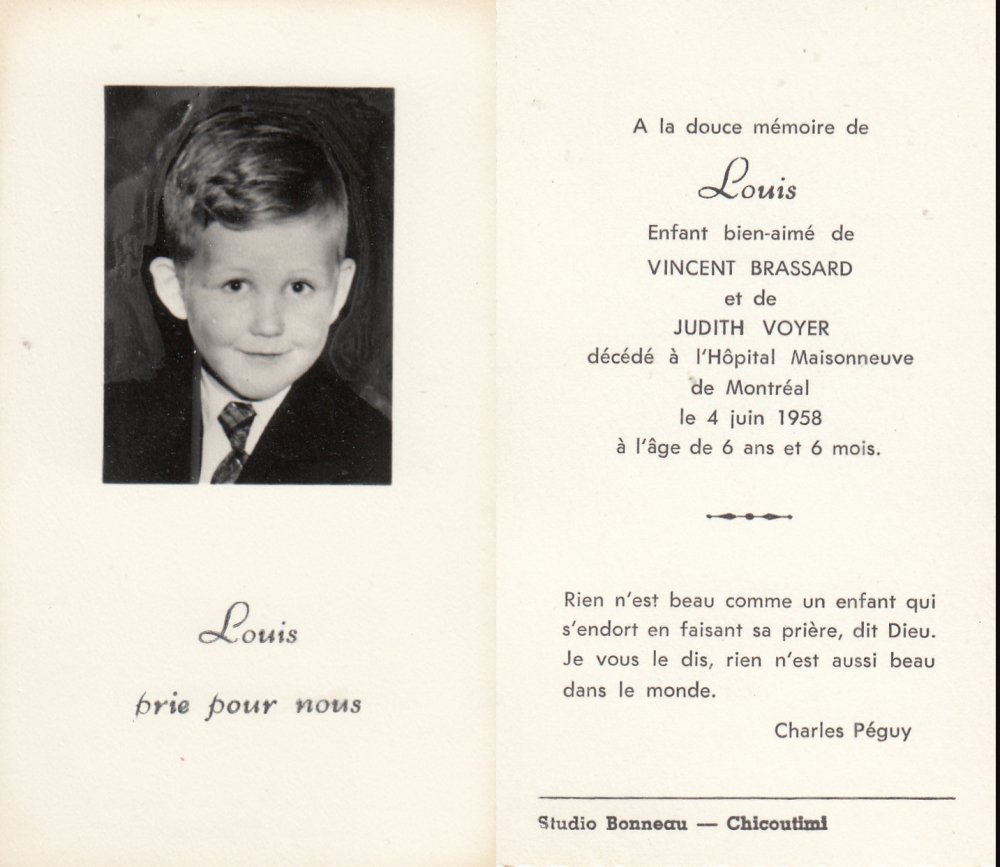 Louis
prie pour nous
A la douce mémoire de
Louis
Enfant bien-aimé de
VINCENT BRASSARD
et de
JUDITH VOYER
décédé à l'Hôpital Maisonneuve
de Montréal
le 4 juin 1958
à l'âge de 6 ans et 6 mois.
Rien n'est beau comme un enfant qui
s'endort en faisant sa prière, dit Dieu.
Je vous le dis, rien n'est aussi beau
dans le monde.
Charles Péguy
Studio Bonneau — Chicoutimi